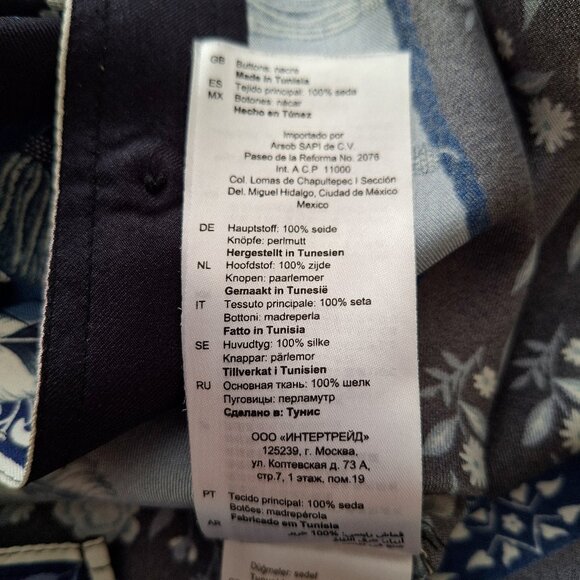 GB Buttons: nacre
Made in Tunisia
ES Tejido principal: 100% seda
MX Botones: nácar
Hecho en Túnez
Importado por
Arsob SAPI de C.V.
Paseo de la Reforma No. 2076
Int. A C.P 11000
Col. Lomas de Chapultepec I Sección
Del. Miguel Hidalgo, Ciudad de México
Mexico
DE Hauptstoff: 100% seide
Knöpfe: perlmutt
Hergestellt in Tunesien
NL Hoofdstof: 100% zijde
Knopen: paarlemoer
Gemaakt in Tunesië
IT Tessuto principale: 100% seta
Bottoni: madreperla
Fatto in Tunisia
SE Huvudtyg: 100% silke
Knappar: pärlemor
Tillverkat i Tunisien
RU Основная ткань: 100% шелк
Пуговицы: перламутр
Сделано в: Тунис
ООО «ИНТЕРТРЕЙД»
125239, г. Москва,
ул. Коптевская д. 73 А,
стр.7, 1 этаж, пом.19
PT Tecido principal: 100% seda
Botões: madrepérola
Fabricado em Tunísia
AR قماش رئيسي: 100% حرير
Düğmeler: sedef